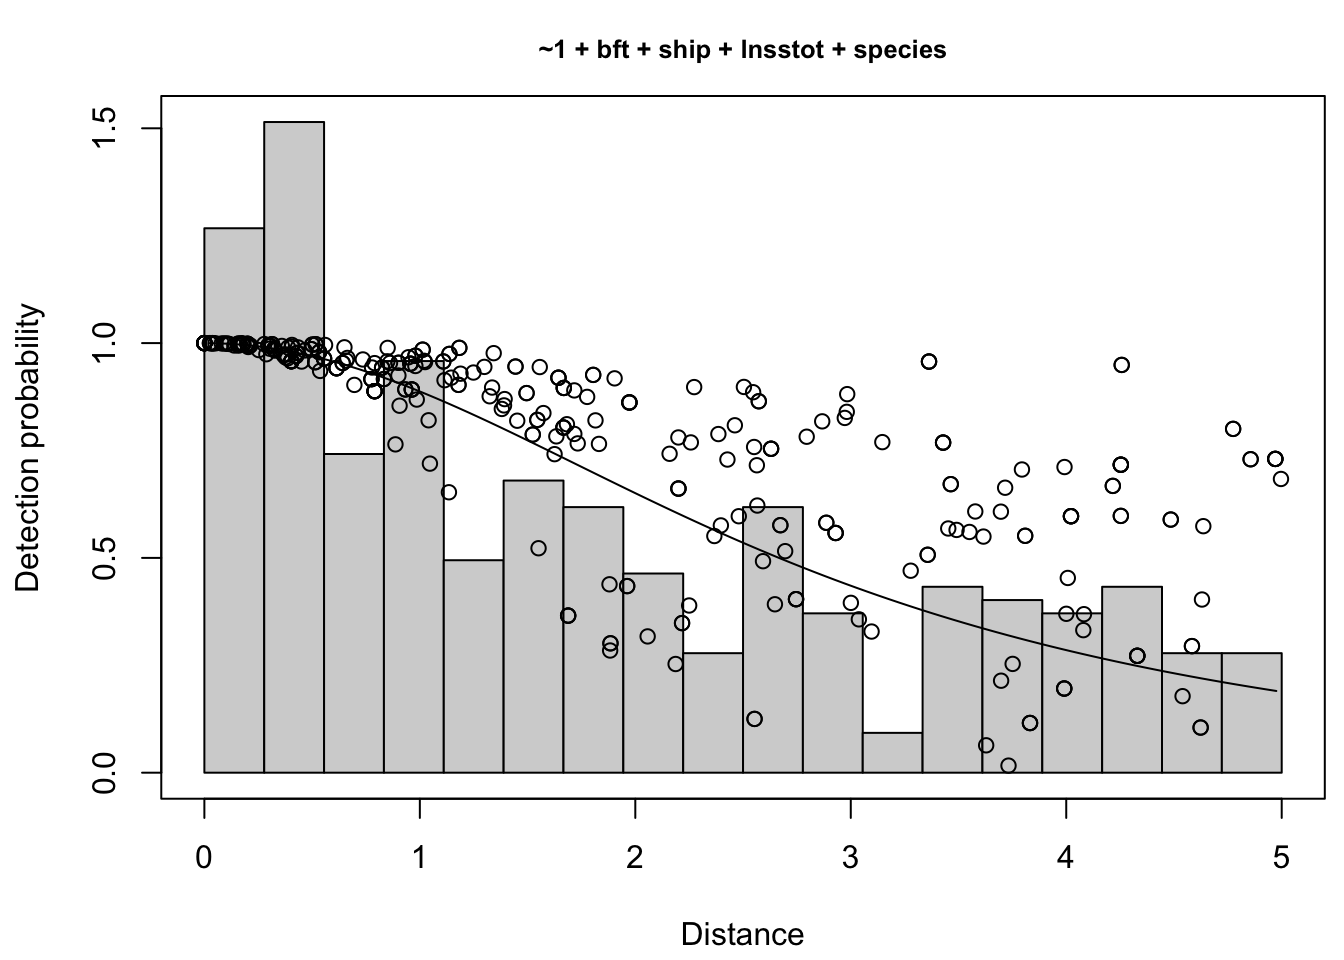 ~1 + bft + ship + lnsstot + species
1.5
1.0
0.5
0.0
Detection probability
0 1 2 3 4 5
Distance